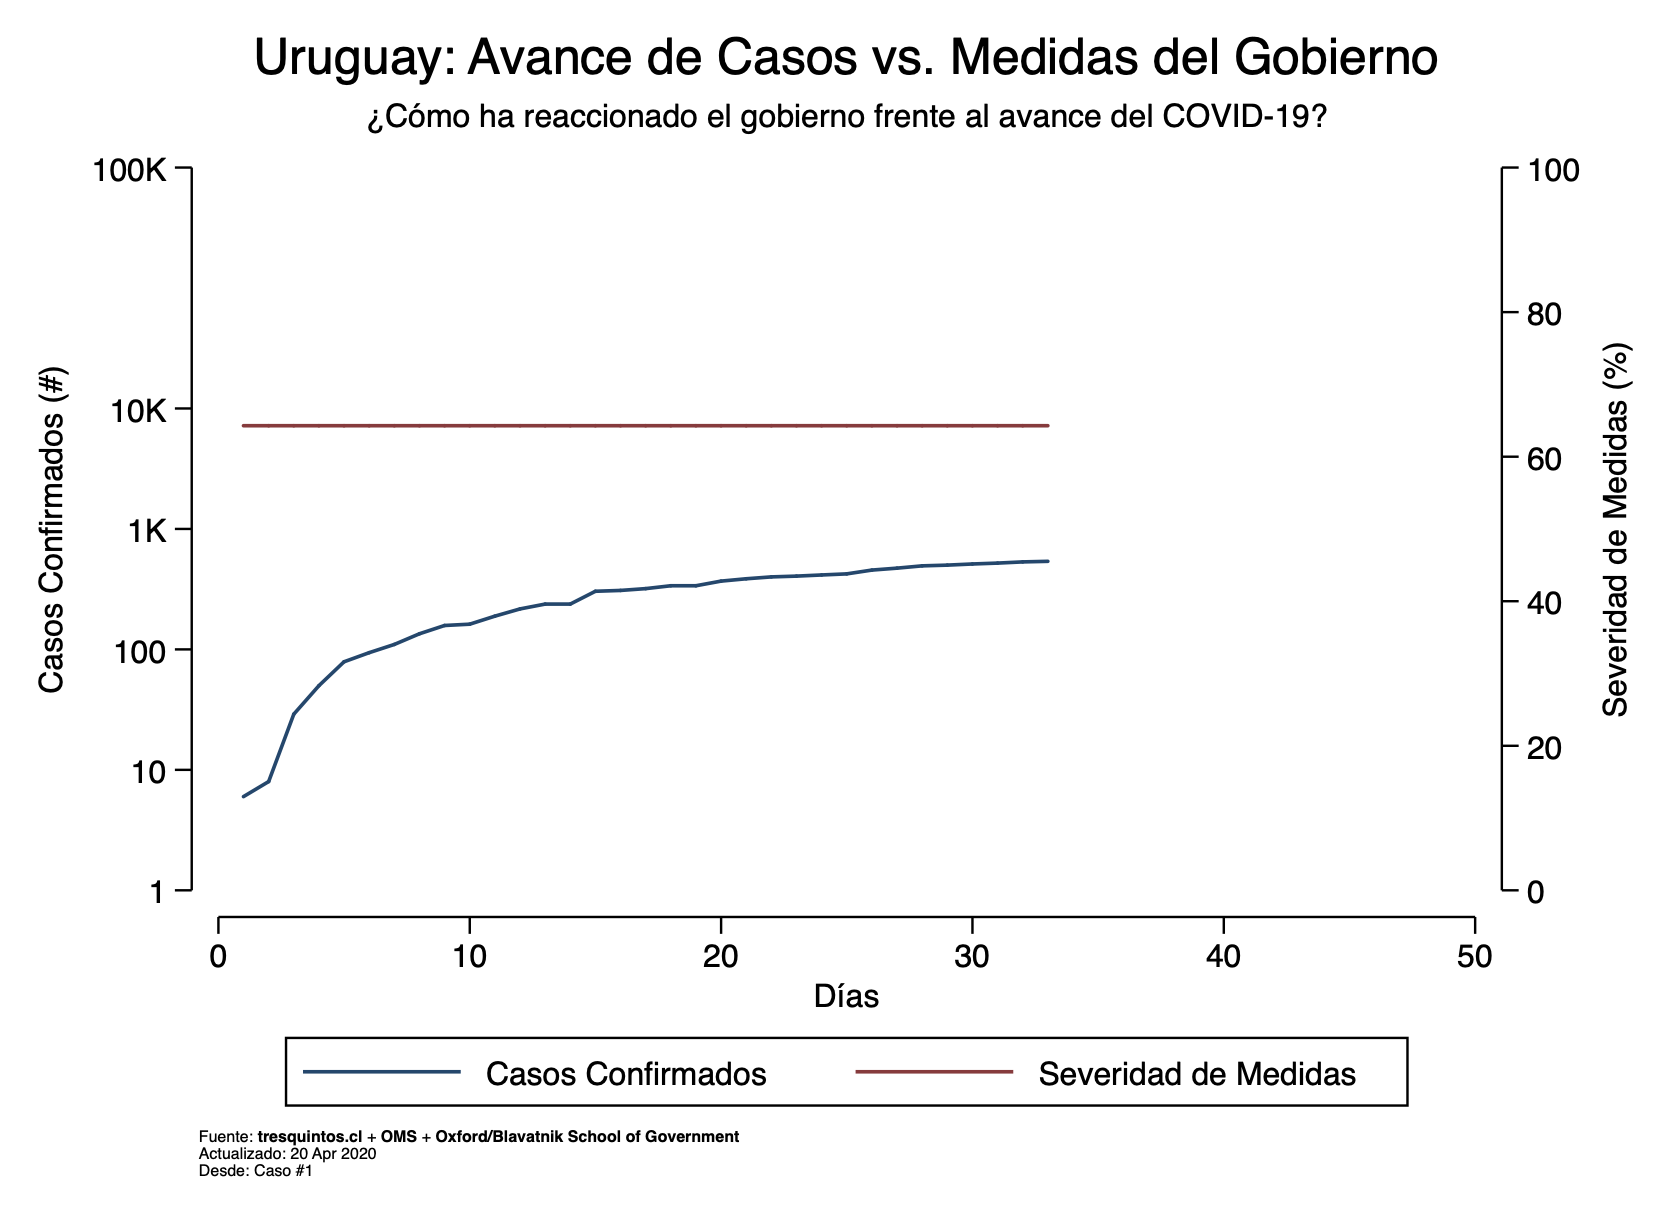 Uruguay: Avance de Casos vs. Medidas del Gobierno
¿Cómo ha reaccionado el gobierno frente al avance del COVID-19?
Casos Confirmados (#)
100K
10K
1K
100
10
1
100
80
60
40
20
0
Severidad de Medidas (%)
0 10 20 30 40 50
Días
Casos Confirmados Severidad de Medidas
Fuente: tresquintos.cl + OMS + Oxford/Blavatnik School of Government
Actualizado: 20 Apr 2020
Desde: Caso #1